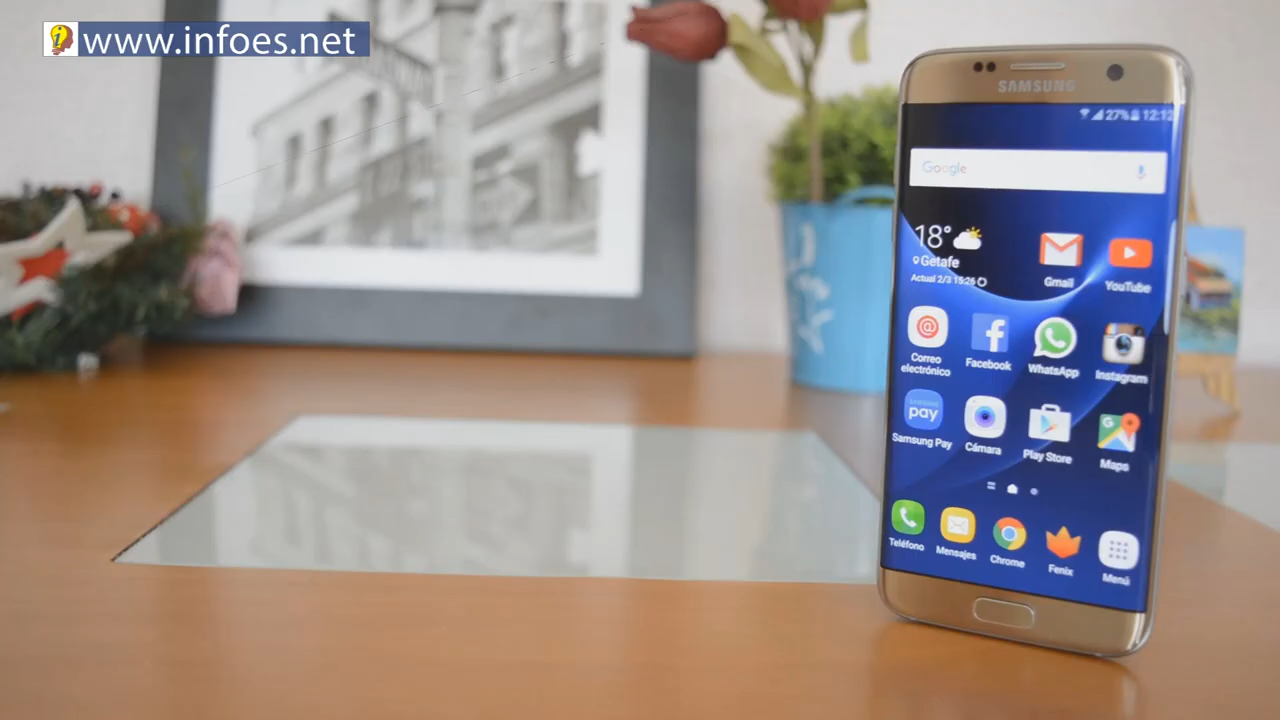 www.infoes.net
SAMSUNG
27% 12:12
Google
18°
Getafe
Actual 2/3 15:26
Gmail
YouTube
Correo
electrónico
Facebook
WhatsApp
Instagram
SAMSUNG
pay
Samsung Pay
Cámara
Play Store
Maps
Teléfono
Mensajes
Chrome
Fenix
Menú